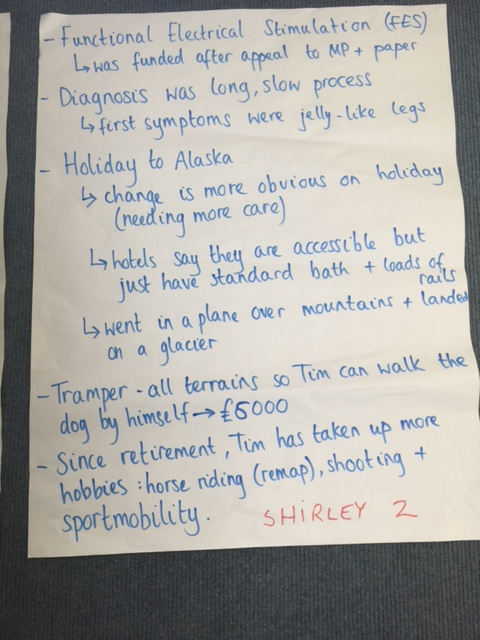 - Functional Electrical Stimulation (FES)
↳ was funded after appeal to MP + paper
- Diagnosis was long, slow process
↳ first symptoms were jelly-like legs
- Holiday to Alaska
↳ change is more obvious on holiday
(needing more care)
↳ hotels say they are accessible but
just have standard bath + loads of
rails
↳ went in a plane over mountains + landed
on a glacier
- Tramper - all terrains so Tim can walk the
dog by himself → £6000
- Since retirement, Tim has taken up more
hobbies : horse riding (remap), shooting +
sportmobility.
SHIRLEY 2